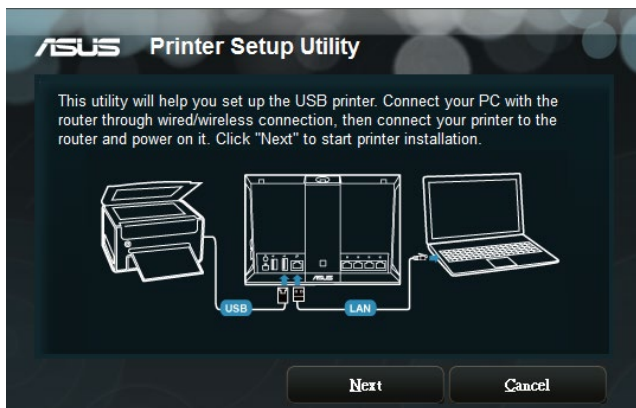 ASUS Printer Setup Utility
This utility will help you set up the USB printer. Connect your PC with the
router through wired/wireless connection, then connect your printer to the
router and power on it. Click "Next" to start printer installation.
ASUS
USB
LAN
Next
Cancel